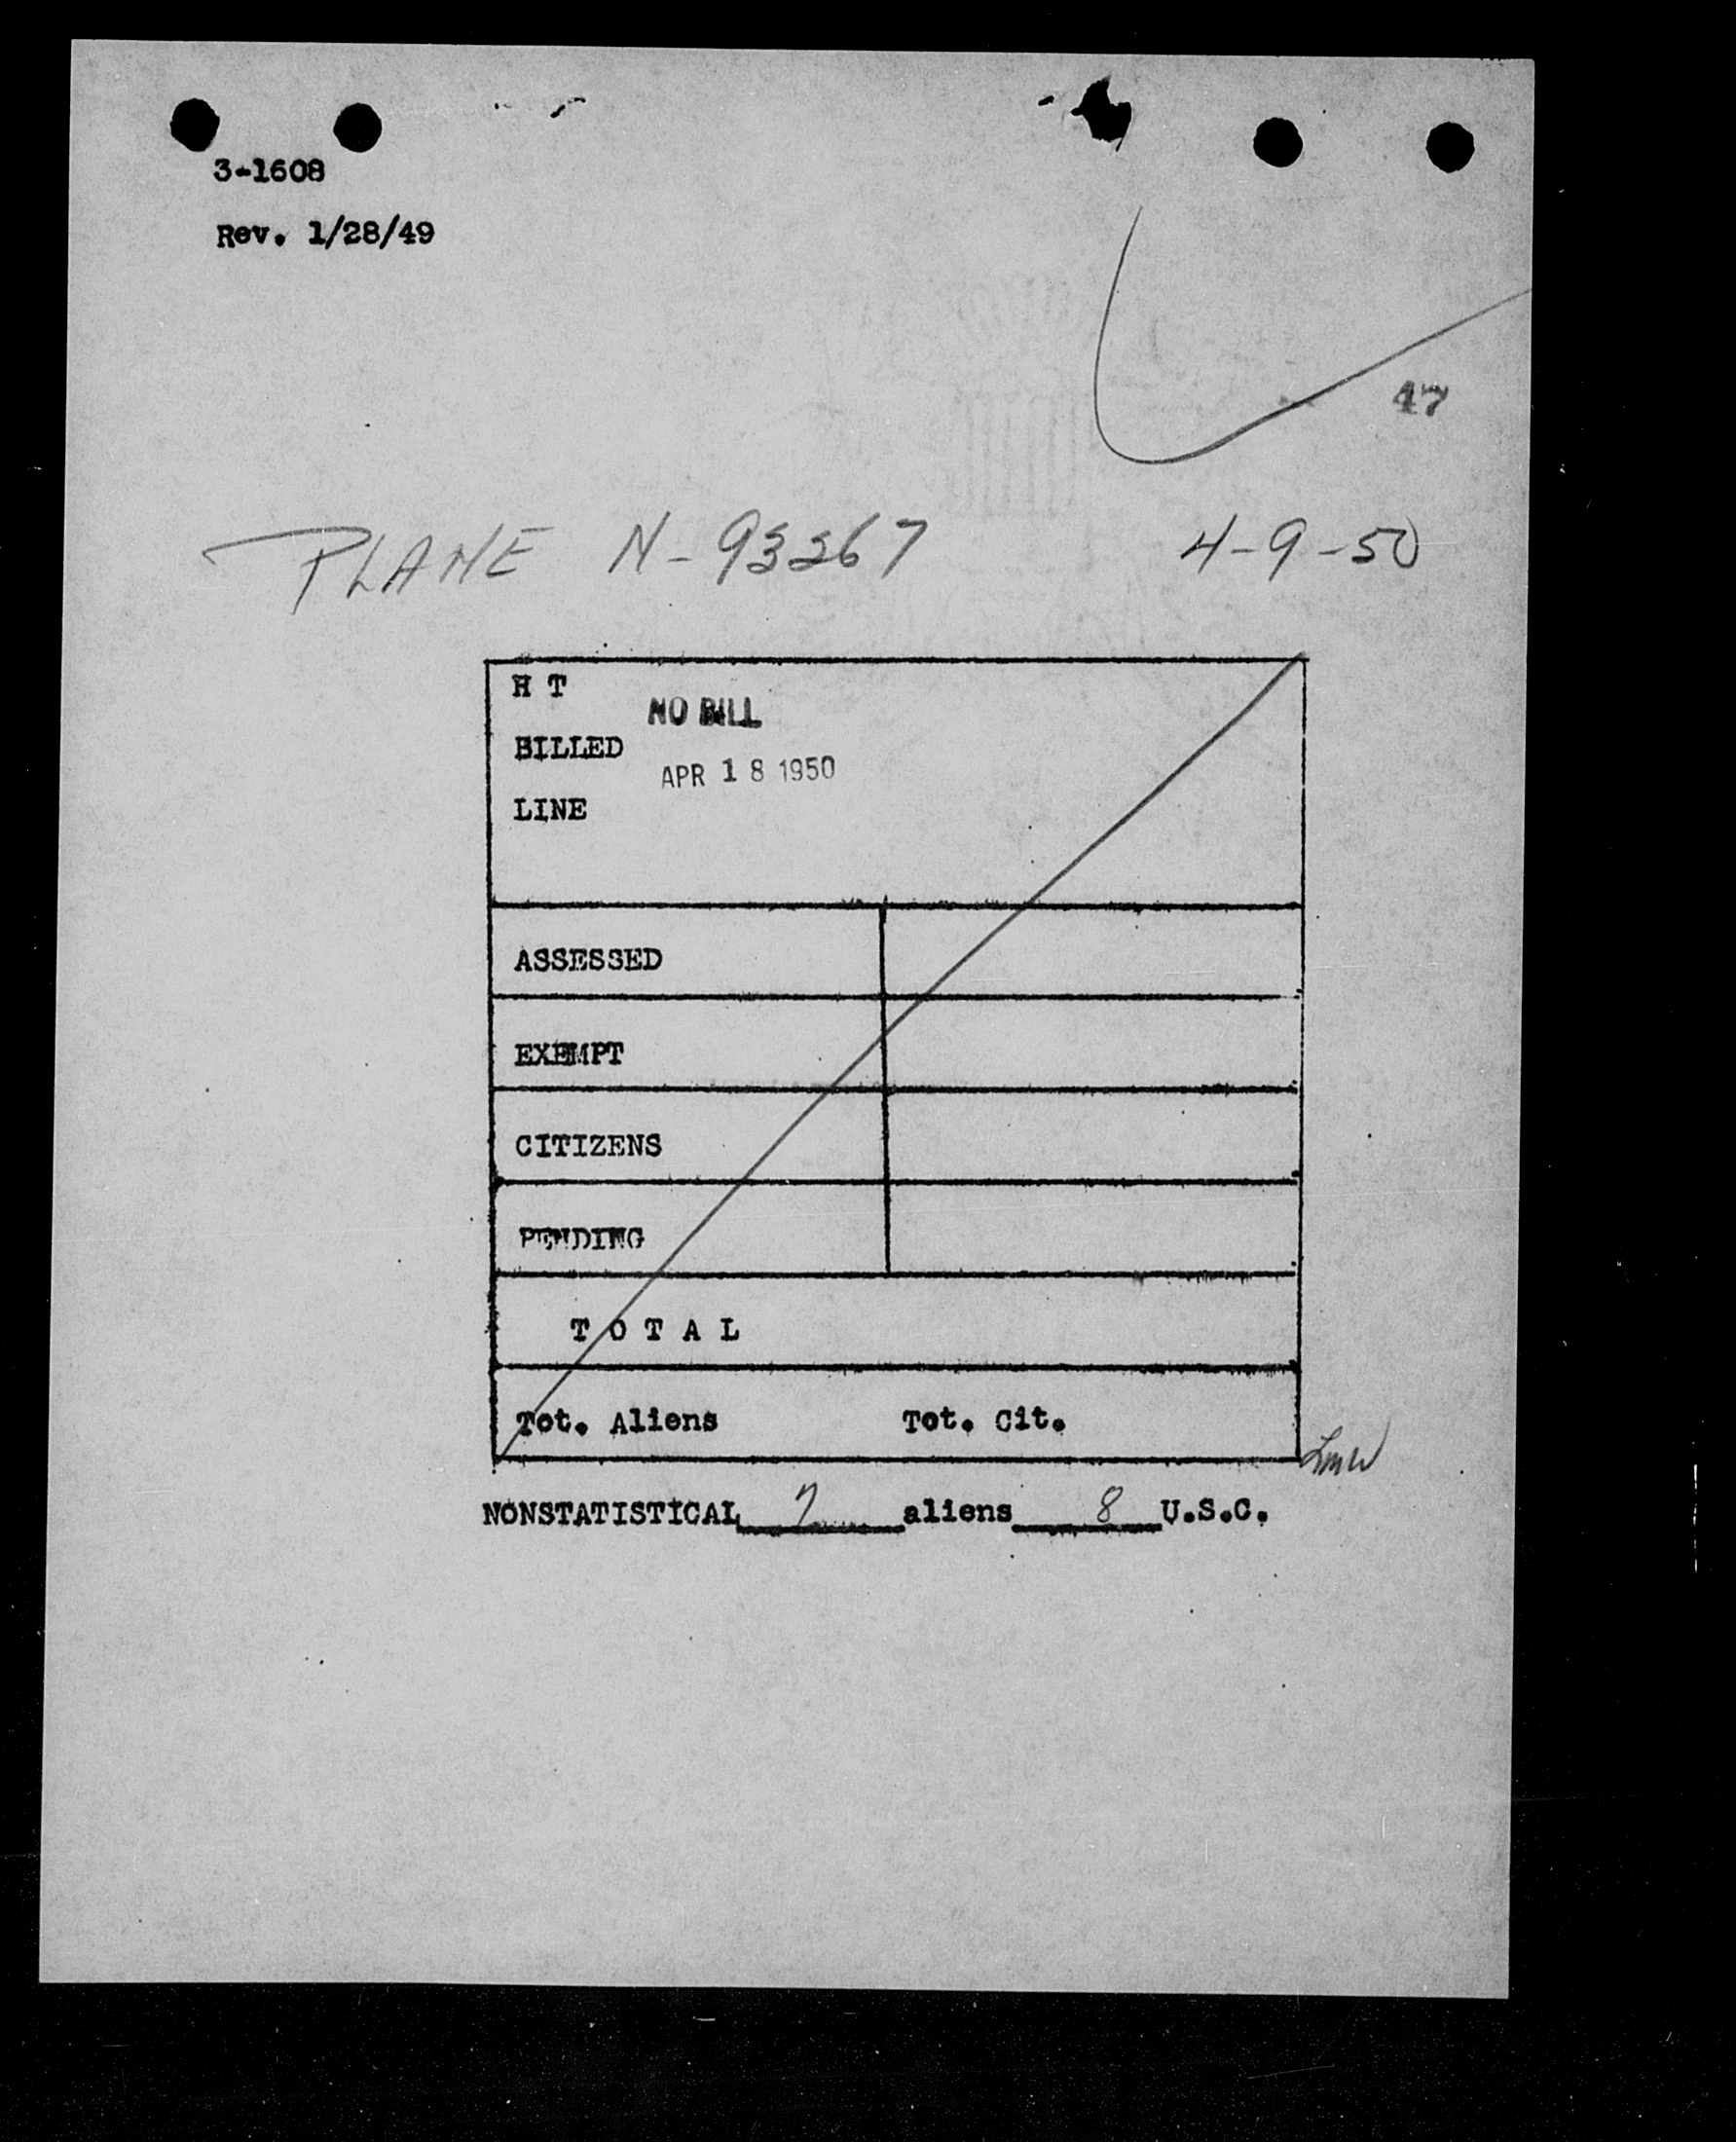 3-1608
Rev. 1/28/49
47
PLANE N-93267 4-9-50
H T
NO BILL
BILLED
APR 18 1950
LINE
ASSESSED
EXEMPT
CITIZENS
PENDING
T O T A L
Tot. Aliens Tot. Cit.
NONSTATISTICAL 7 aliens 8 U.S.C.